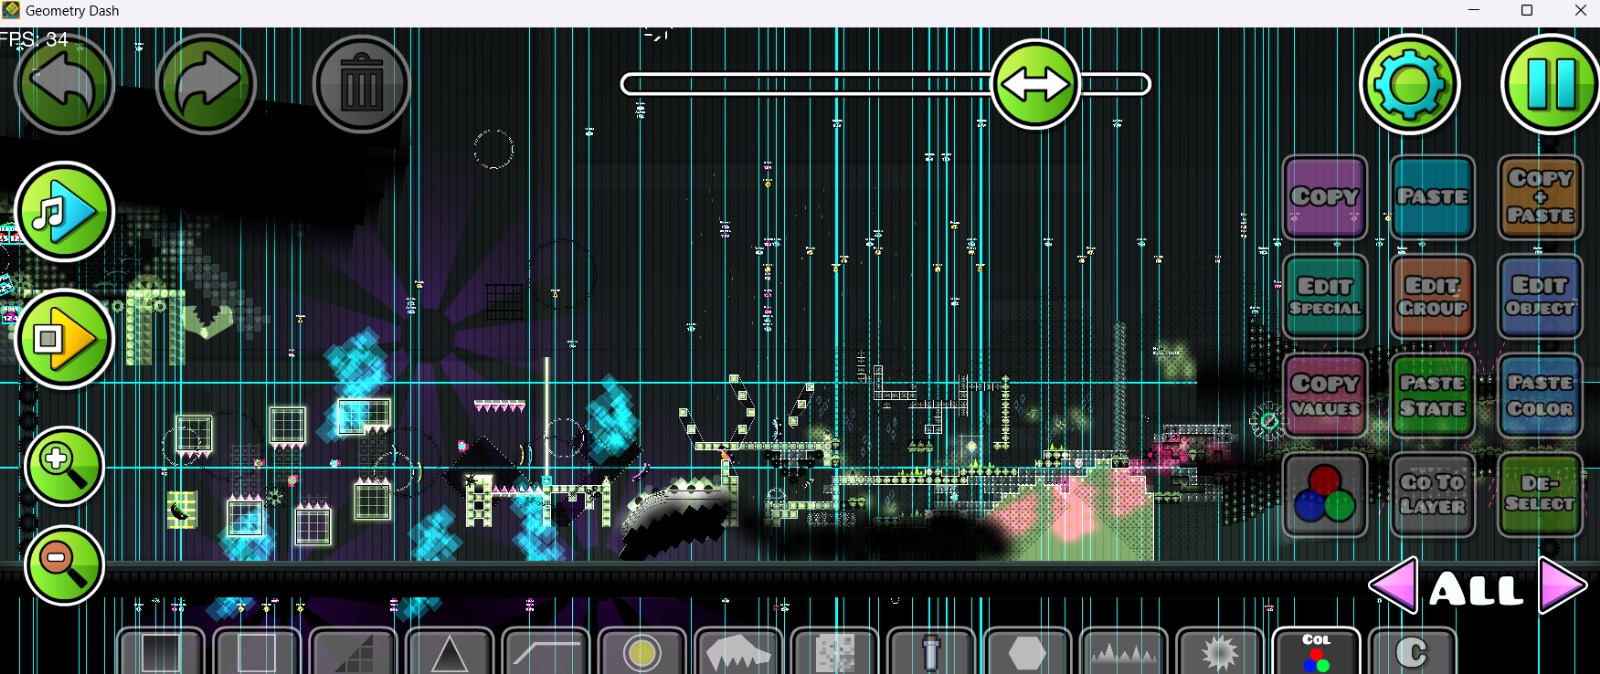 Geometry Dash
FPS: 34
COPY
PASTE
COPY
+
PASTE
EDIT
SPECIAL
EDIT
GROUP
EDIT
OBJECT
COPY
VALUES
PASTE
STATE
PASTE
COLOR
GO TO
LAYER
DE-
SELECT
ALL
COL
C